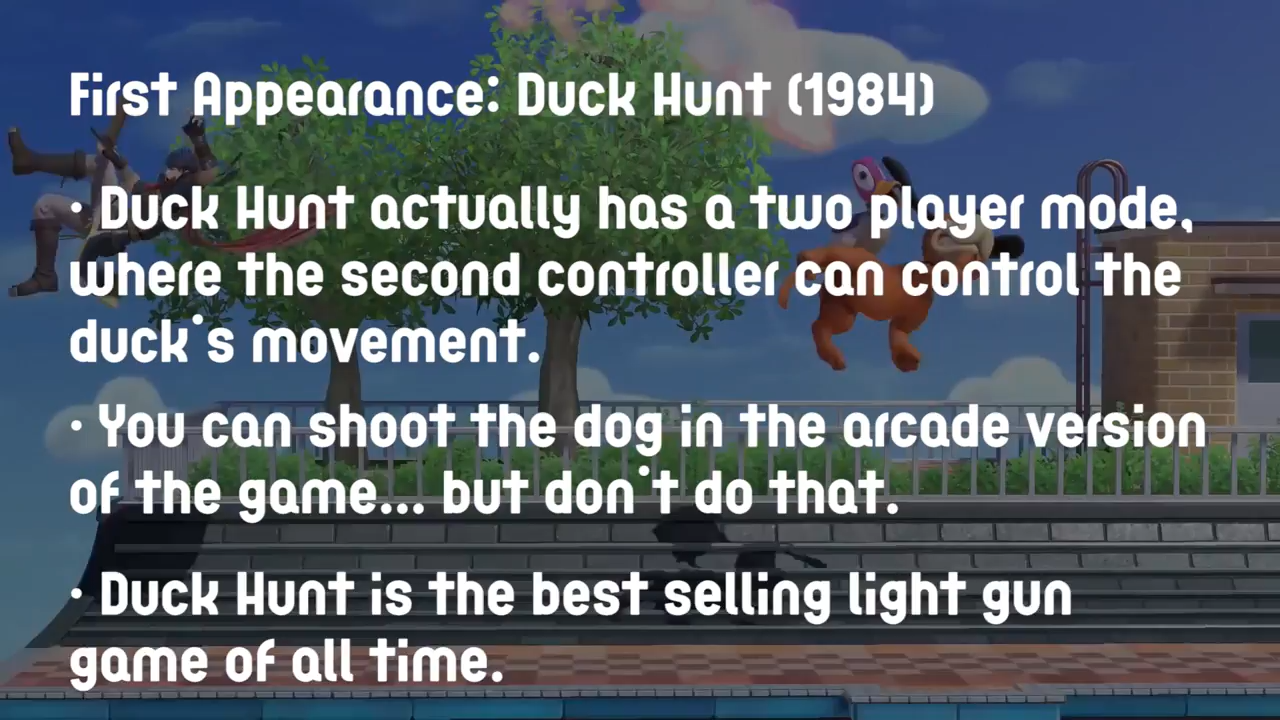 First Appearance: Duck Hunt (1984)
· Duck Hunt actually has a two player mode,
where the second controller can control the
duck's movement.
· You can shoot the dog in the arcade version
of the game... but don't do that.
· Duck Hunt is the best selling light gun
game of all time.